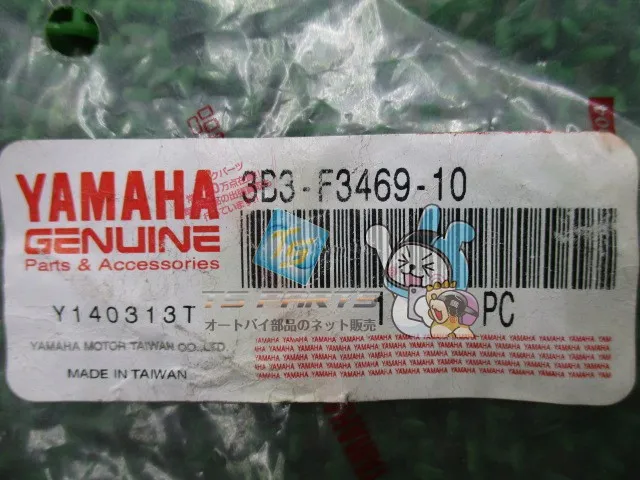 YAMAHA
GENUINE
Parts & Accessories
3B3-F3469-10
TS PARTS
オートバイ部品のネット販売
1 PC
Y140313T
YAMAHA MOTOR TAIWAN CO.,LTD
MADE IN TAIWAN